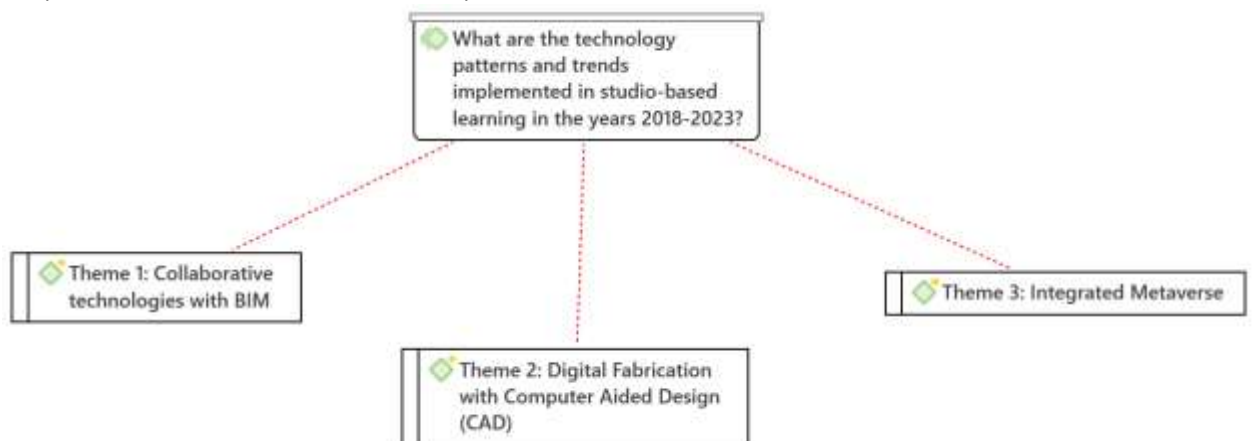 What are the technology
patterns and trends
implemented in studio-based
learning in the years 2018-2023?
Theme 1: Collaborative
technologies with BIM
Theme 3: Integrated Metaverse
Theme 2: Digital Fabrication
with Computer Aided Design
(CAD)